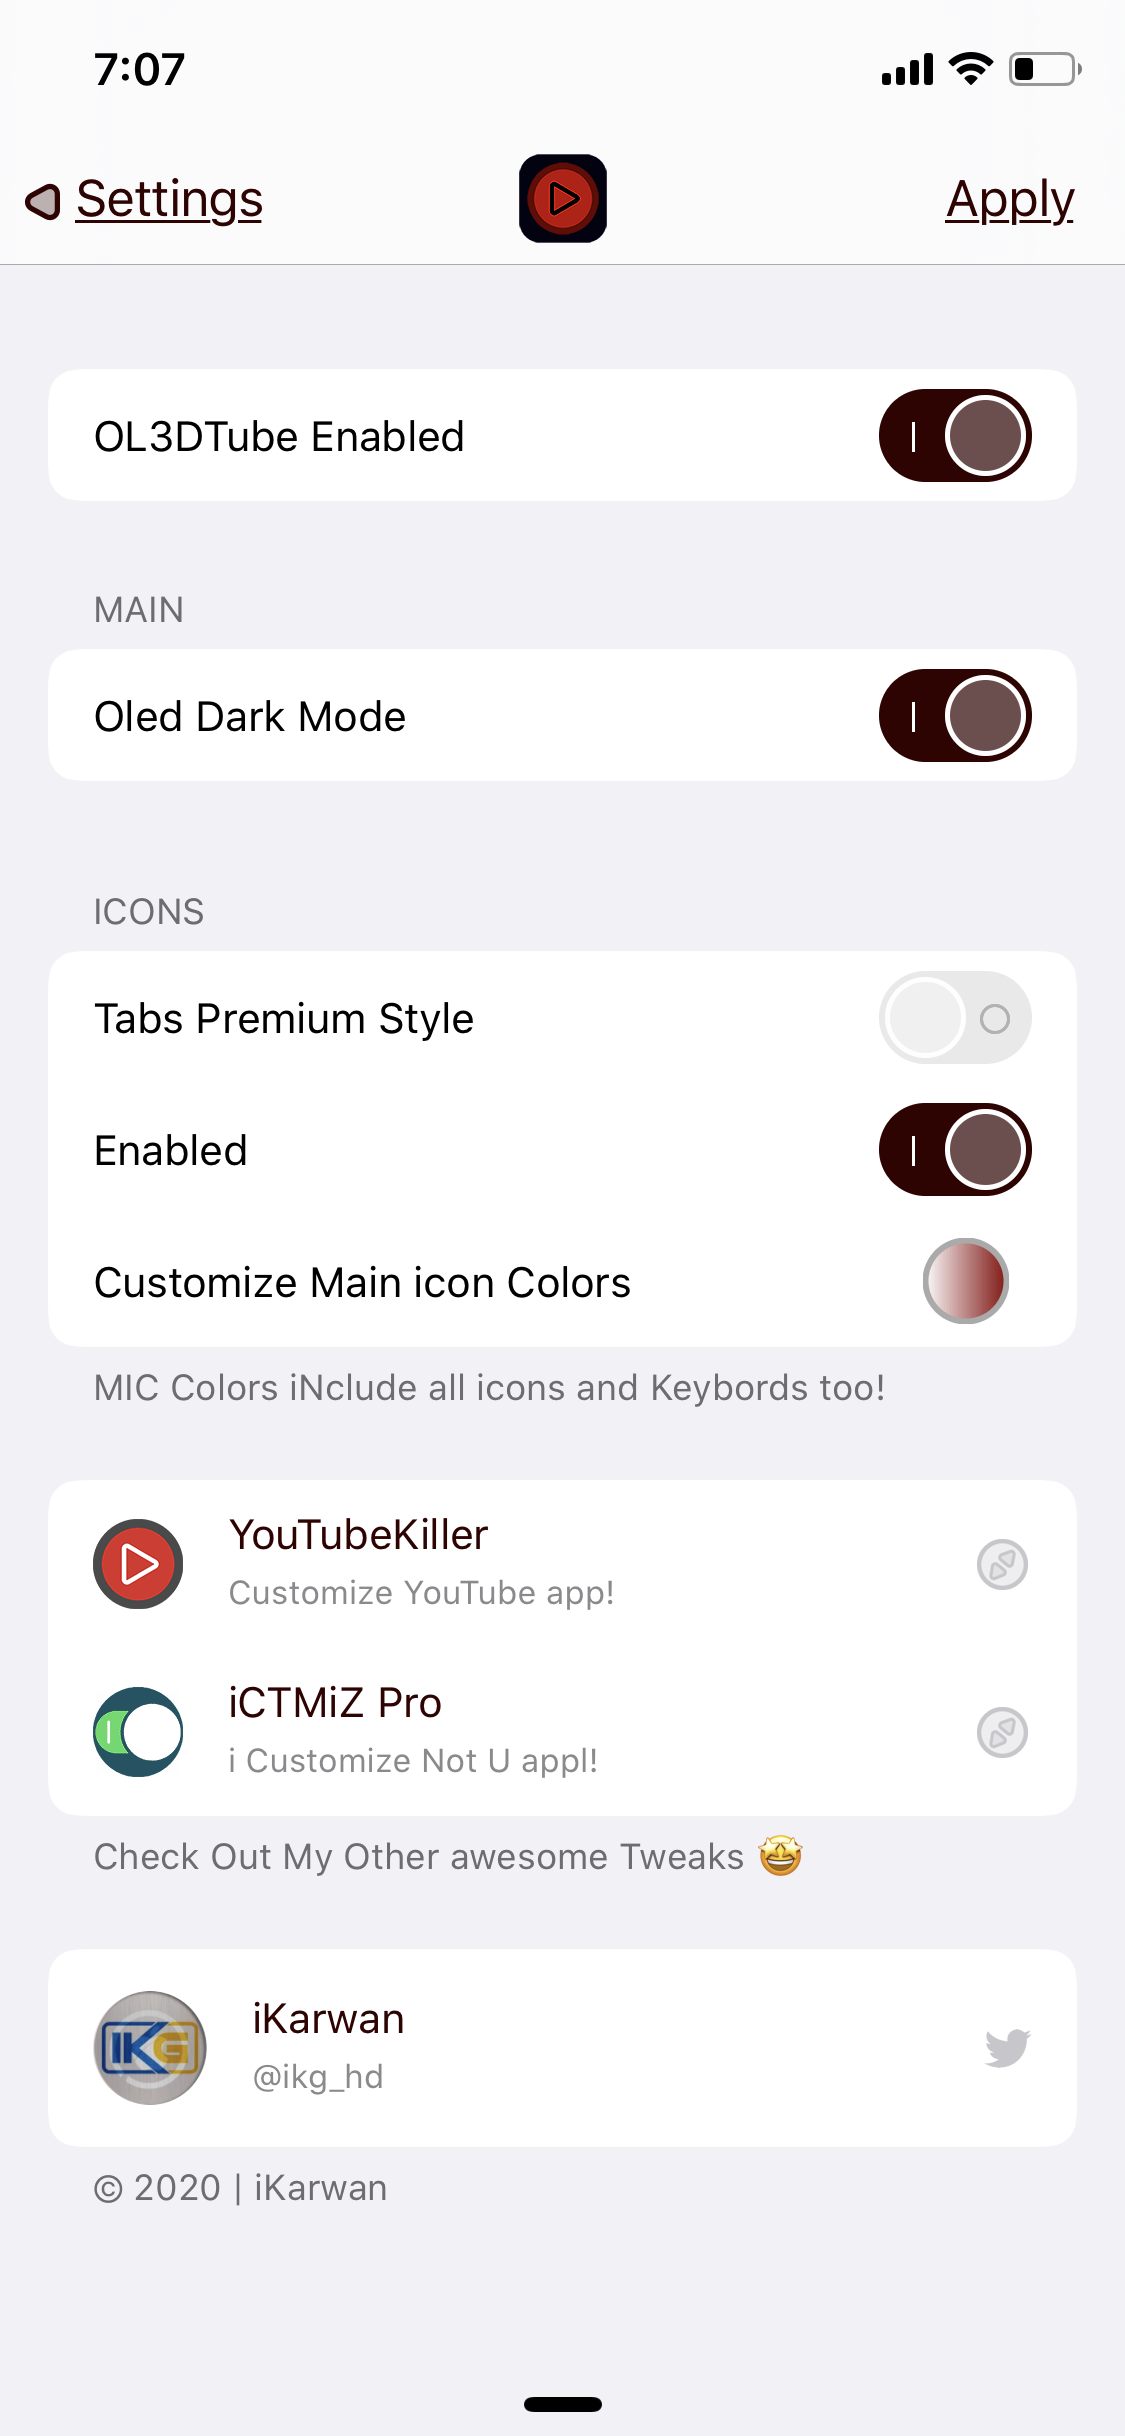 7:07
Settings
Apply
OL3DTube Enabled
MAIN
Oled Dark Mode
ICONS
Tabs Premium Style
Enabled
Customize Main icon Colors
MIC Colors iNclude all icons and Keybords too!
YouTubeKiller
Customize YouTube app!
iCTMiZ Pro
i Customize Not U appl!
Check Out My Other awesome Tweaks 🤩
IKG
iKarwan
@ikg_hd
© 2020 | iKarwan